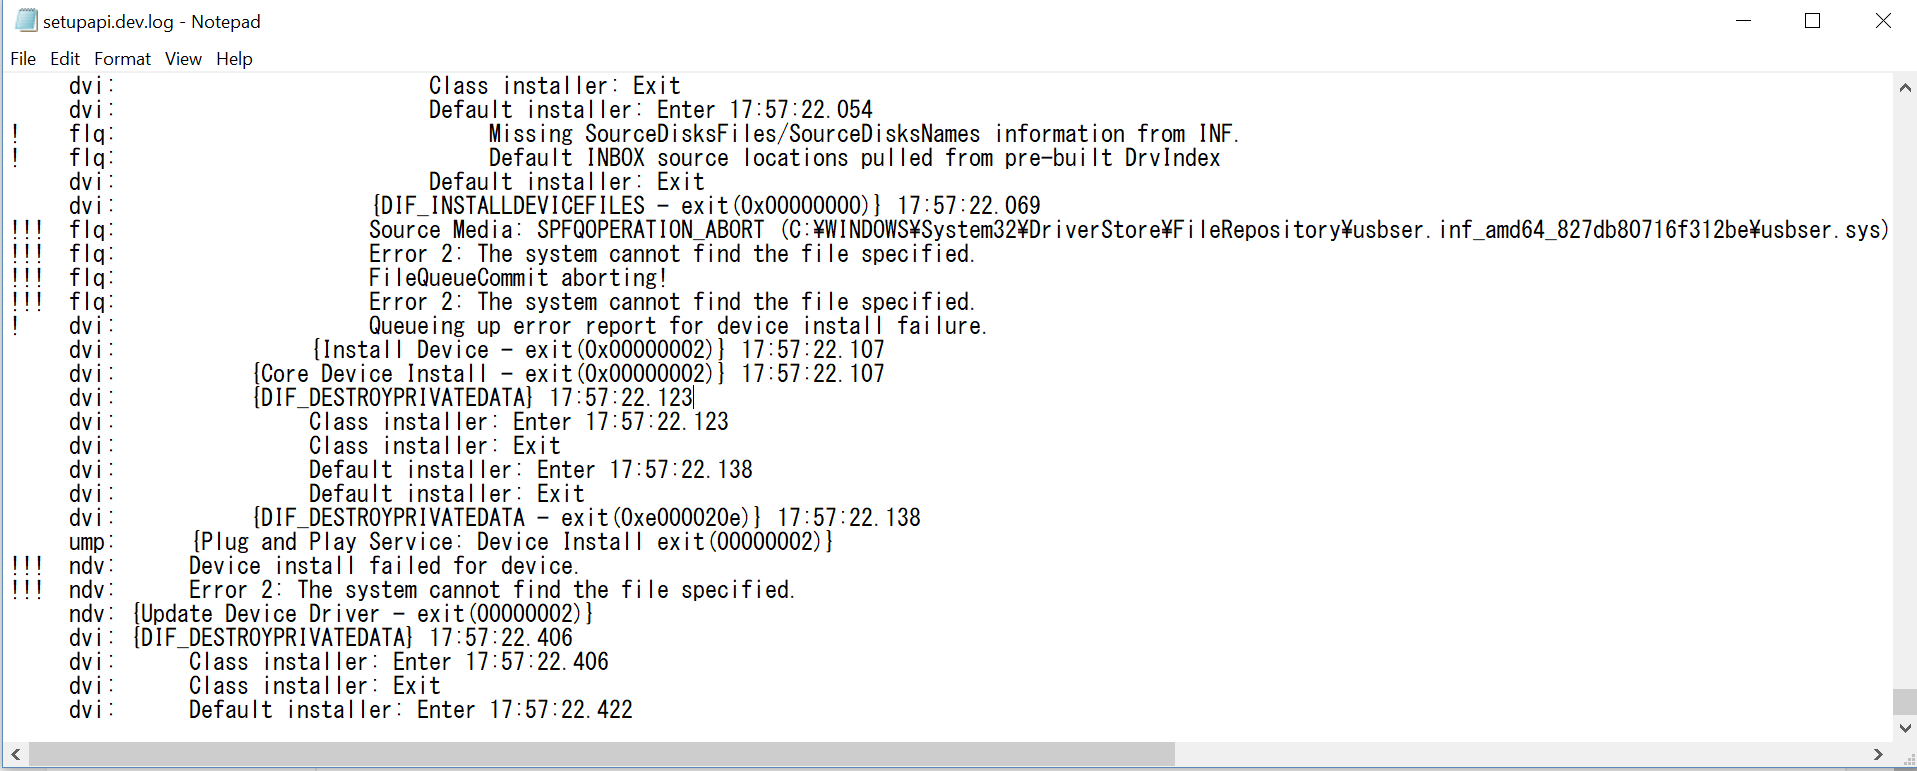 setupapi.dev.log - Notepad
File Edit Format View Help
dvi: Class installer: Exit
dvi: Default installer: Enter 17:57:22.054
! flq: Missing SourceDisksFiles/SourceDisksNames information from INF.
! flq: Default INBOX source locations pulled from pre-built DrvIndex
dvi: Default installer: Exit
dvi: {DIF_INSTALLDEVICEFILES - exit(0x00000000)} 17:57:22.069
!!! flq: Source Media: SPFQOPERATION_ABORT (C:¥WINDOWS¥System32¥DriverStore¥FileRepository¥usbser.inf_amd64_827db80716f312be¥usbser.sys)
!!! flq: Error 2: The system cannot find the file specified.
!!! flq: FileQueueCommit aborting!
!!! flq: Error 2: The system cannot find the file specified.
! dvi: Queueing up error report for device install failure.
dvi: {Install Device - exit(0x00000002)} 17:57:22.107
dvi: {Core Device Install - exit(0x00000002)} 17:57:22.107
dvi: {DIF_DESTROYPRIVATEDATA} 17:57:22.123
dvi: Class installer: Enter 17:57:22.123
dvi: Class installer: Exit
dvi: Default installer: Enter 17:57:22.138
dvi: Default installer: Exit
dvi: {DIF_DESTROYPRIVATEDATA - exit(0xe000020e)} 17:57:22.138
ump: {Plug and Play Service: Device Install exit(00000002)}
!!! ndv: Device install failed for device.
!!! ndv: Error 2: The system cannot find the file specified.
ndv: {Update Device Driver - exit(00000002)}
dvi: {DIF_DESTROYPRIVATEDATA} 17:57:22.406
dvi: Class installer: Enter 17:57:22.406
dvi: Class installer: Exit
dvi: Default installer: Enter 17:57:22.422